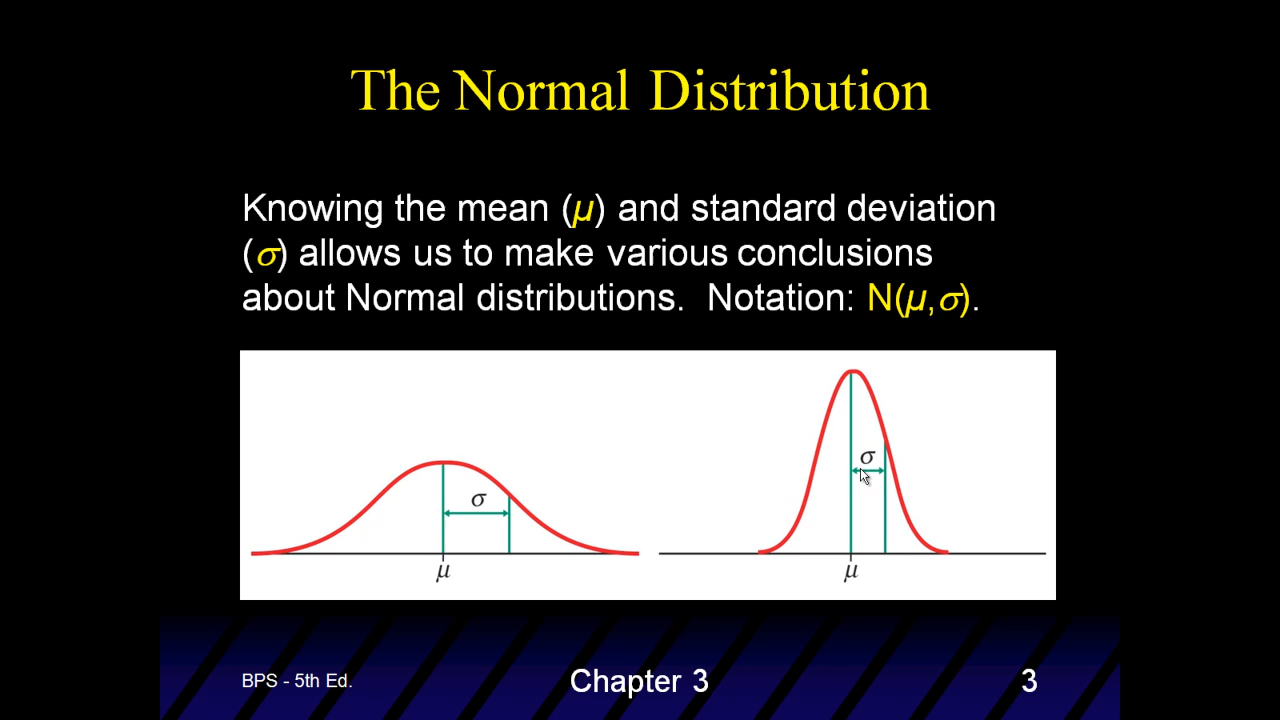 The Normal Distribution
Knowing the mean (µ) and standard deviation
(σ) allows us to make various conclusions
about Normal distributions.  Notation: N(µ,σ).
σ
σ
µ
µ
BPS - 5th Ed.
Chapter 3
3